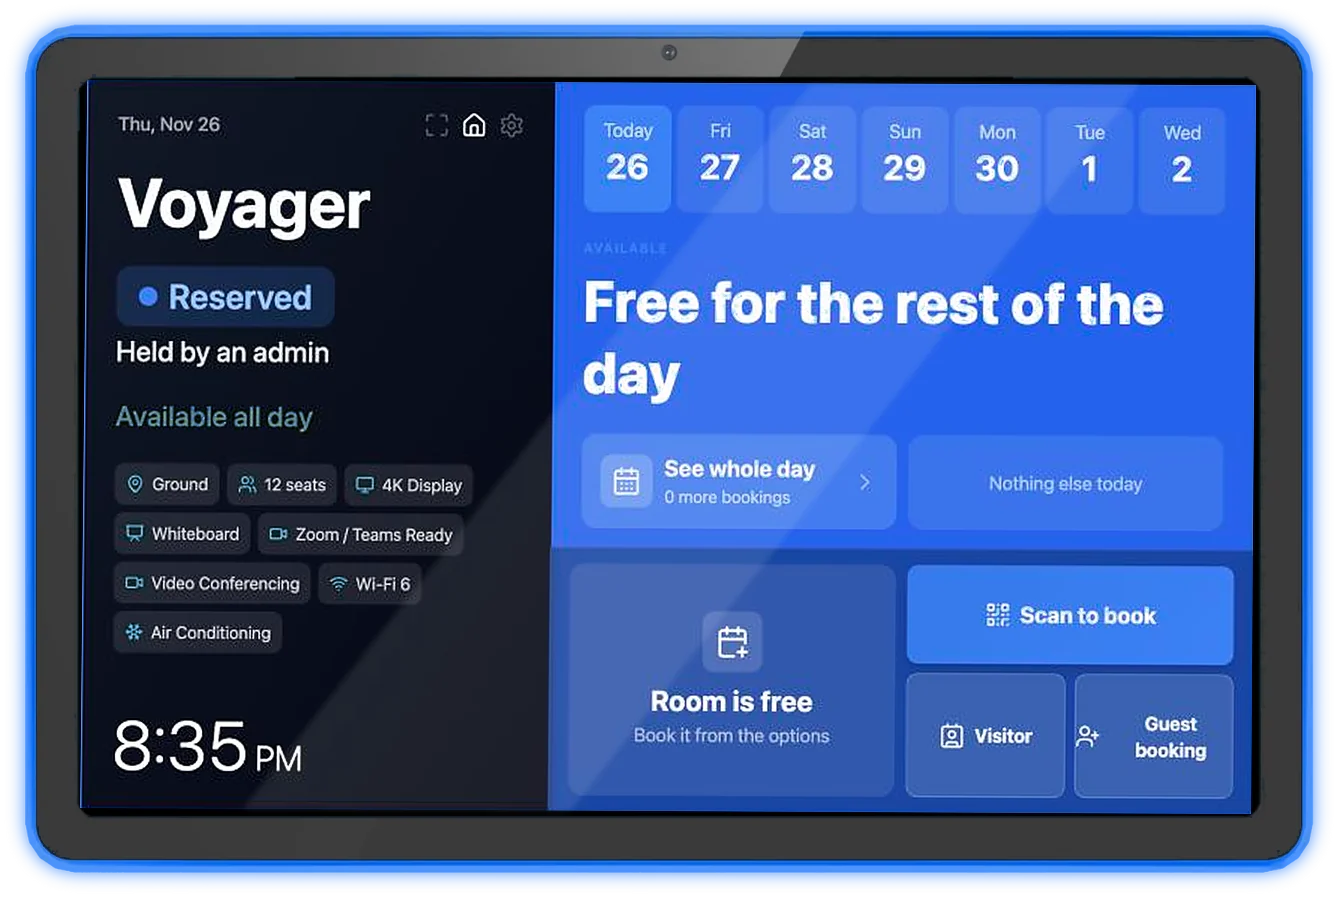 Thu, Nov 26
Voyager
Reserved
Held by an admin
Available all day
Ground
12 seats
4K Display
Whiteboard
Zoom / Teams Ready
Video Conferencing
Wi-Fi 6
Air Conditioning
8:35 PM
Today
26
Fri
27
Sat
28
Sun
29
Mon
30
Tue
1
Wed
2
AVAILABLE
Free for the rest of the
day
See whole day
0 more bookings
Nothing else today
Room is free
Book it from the options
Scan to book
Visitor
Guest
booking